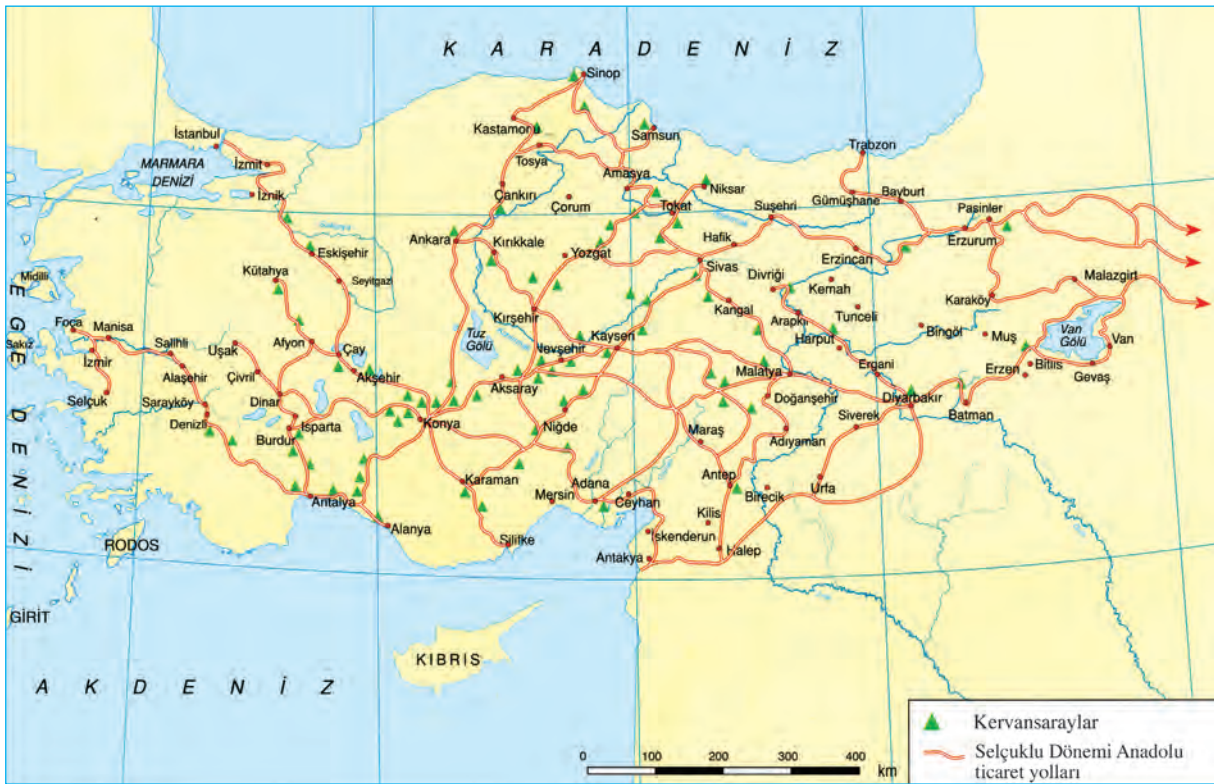 K A R A D E N İ Z
Sinop
Kastamonu
Samsun
İstanbul
Trabzon
Tosya
MARMARA
DENİZİ
İzmit
Amasya
İznik
Çankırı
Niksar
Gümüşhane
Bayburt
Çorum
Tokat
Suşehri
Pasinler
Ankara
Kırıkkale
Hafik
Erzurum
Eskişehir
Yozgat
Sivas
Erzincan
Kütahya
Seyitgazi
Divriği
Kemah
Malazgirt
Midilli
Karaköy
Kırşehir
Kangal
Arapkir
Tunceli
Foça
Manisa
Tuz
Gölü
Kayseri
Bingöl
Muş
Van
Gölü
Van
Sakız
Salihli
Uşak
Afyon
Çay
Nevşehir
Harput
İzmir
Akşehir
Ergani
Erzen
Bitlis
Gevaş
Alaşehir
Çivril
Aksaray
Malatya
Selçuk
Sarayköy
Dinar
Doğanşehir
Diyarbakır
Batman
Denizli
Burdur
Isparta
Konya
Niğde
Siverek
Maraş
Adıyaman
Karaman
Adana
Antep
Mersin
Ceyhan
Birecik
Urfa
Antalya
Kilis
Alanya
Silifke
İskenderun
Halep
Antakya
E G E D E N İ Z İ
RODOS
GİRİT
KIBRIS
A K D E N İ Z
Kervansaraylar
Selçuklu Dönemi Anadolu
ticaret yolları
0 100 200 300 400
km